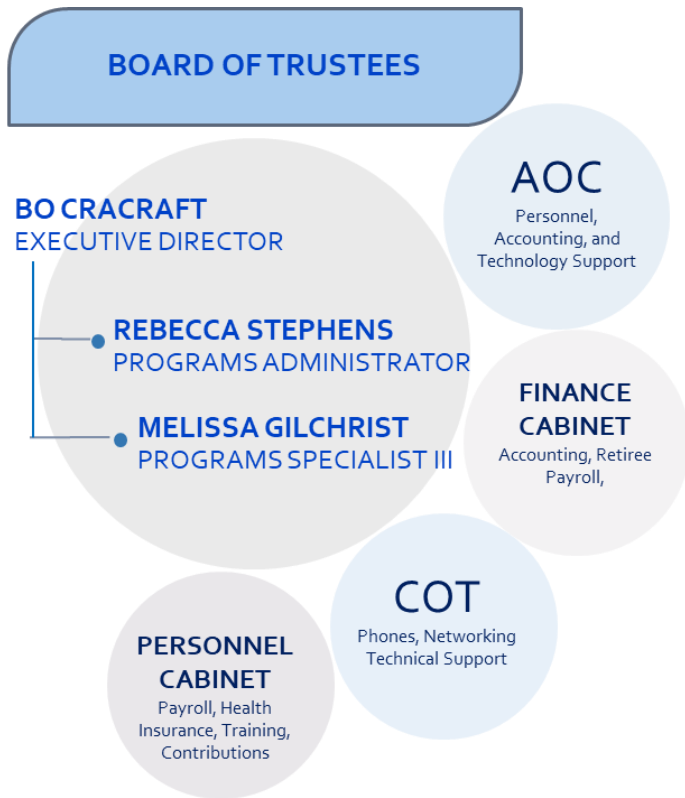 BOARD OF TRUSTEES
BO CRACRAFT
EXECUTIVE DIRECTOR
REBECCA STEPHENS
PROGRAMS ADMINISTRATOR
MELISSA GILCHRIST
PROGRAMS SPECIALIST III
AOC
Personnel,
Accounting, and
Technology Support
FINANCE
CABINET
Accounting, Retiree
Payroll,
COT
Phones, Networking
Technical Support
PERSONNEL
CABINET
Payroll, Health
Insurance, Training,
Contributions